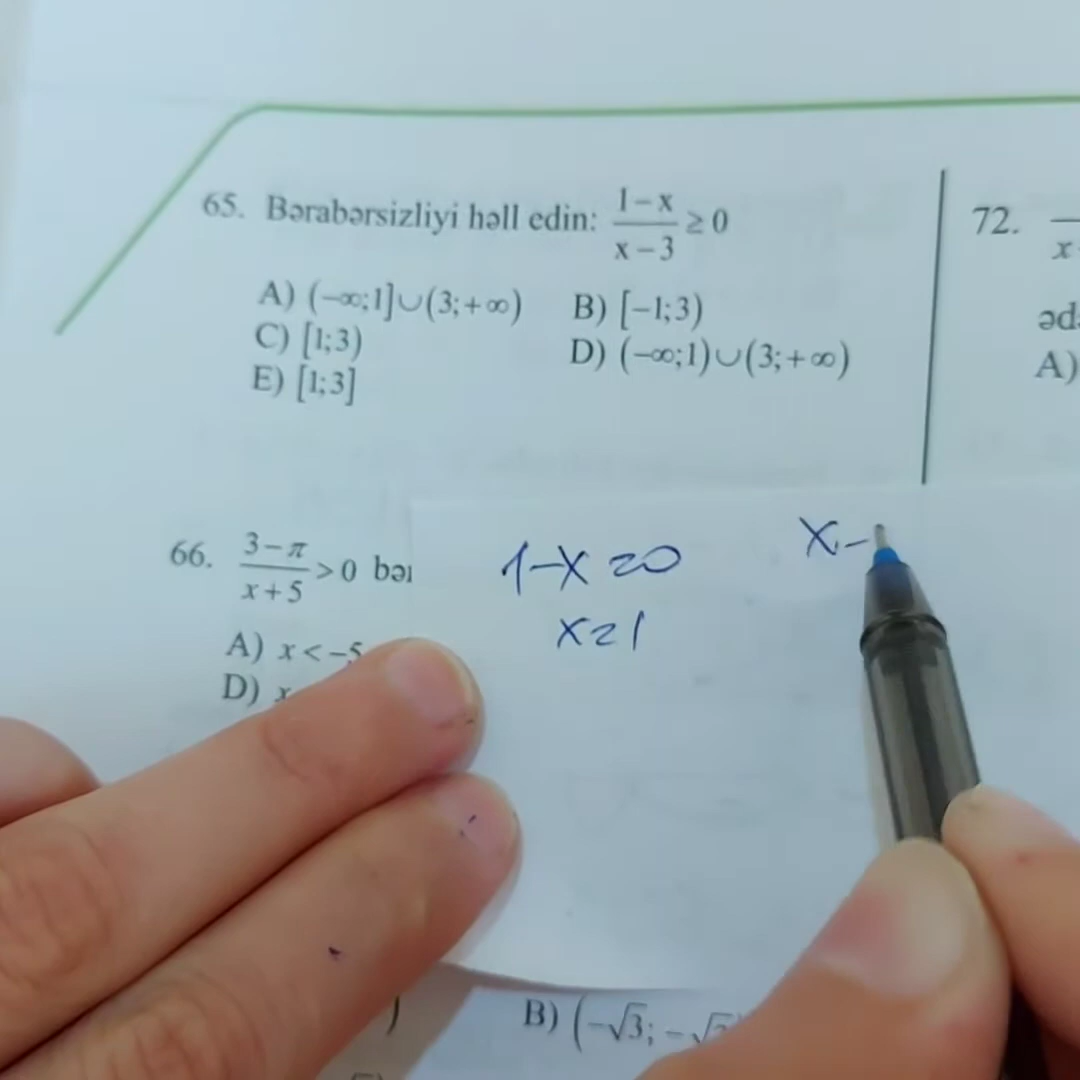 65. Bərabərsizliyi həll edin: (1-x)/(x-3) ≥ 0
A) (-∞;1]∪(3;+∞) B) [-1;3)
C) [1;3) D) (-∞;1)∪(3;+∞)
E) [1;3]
72.
x
əd
A)
66. (3-π)/(x+5) > 0 bər
A) x<-5
D) x
1-x=0
x=1
x-
B) (-√3; -√